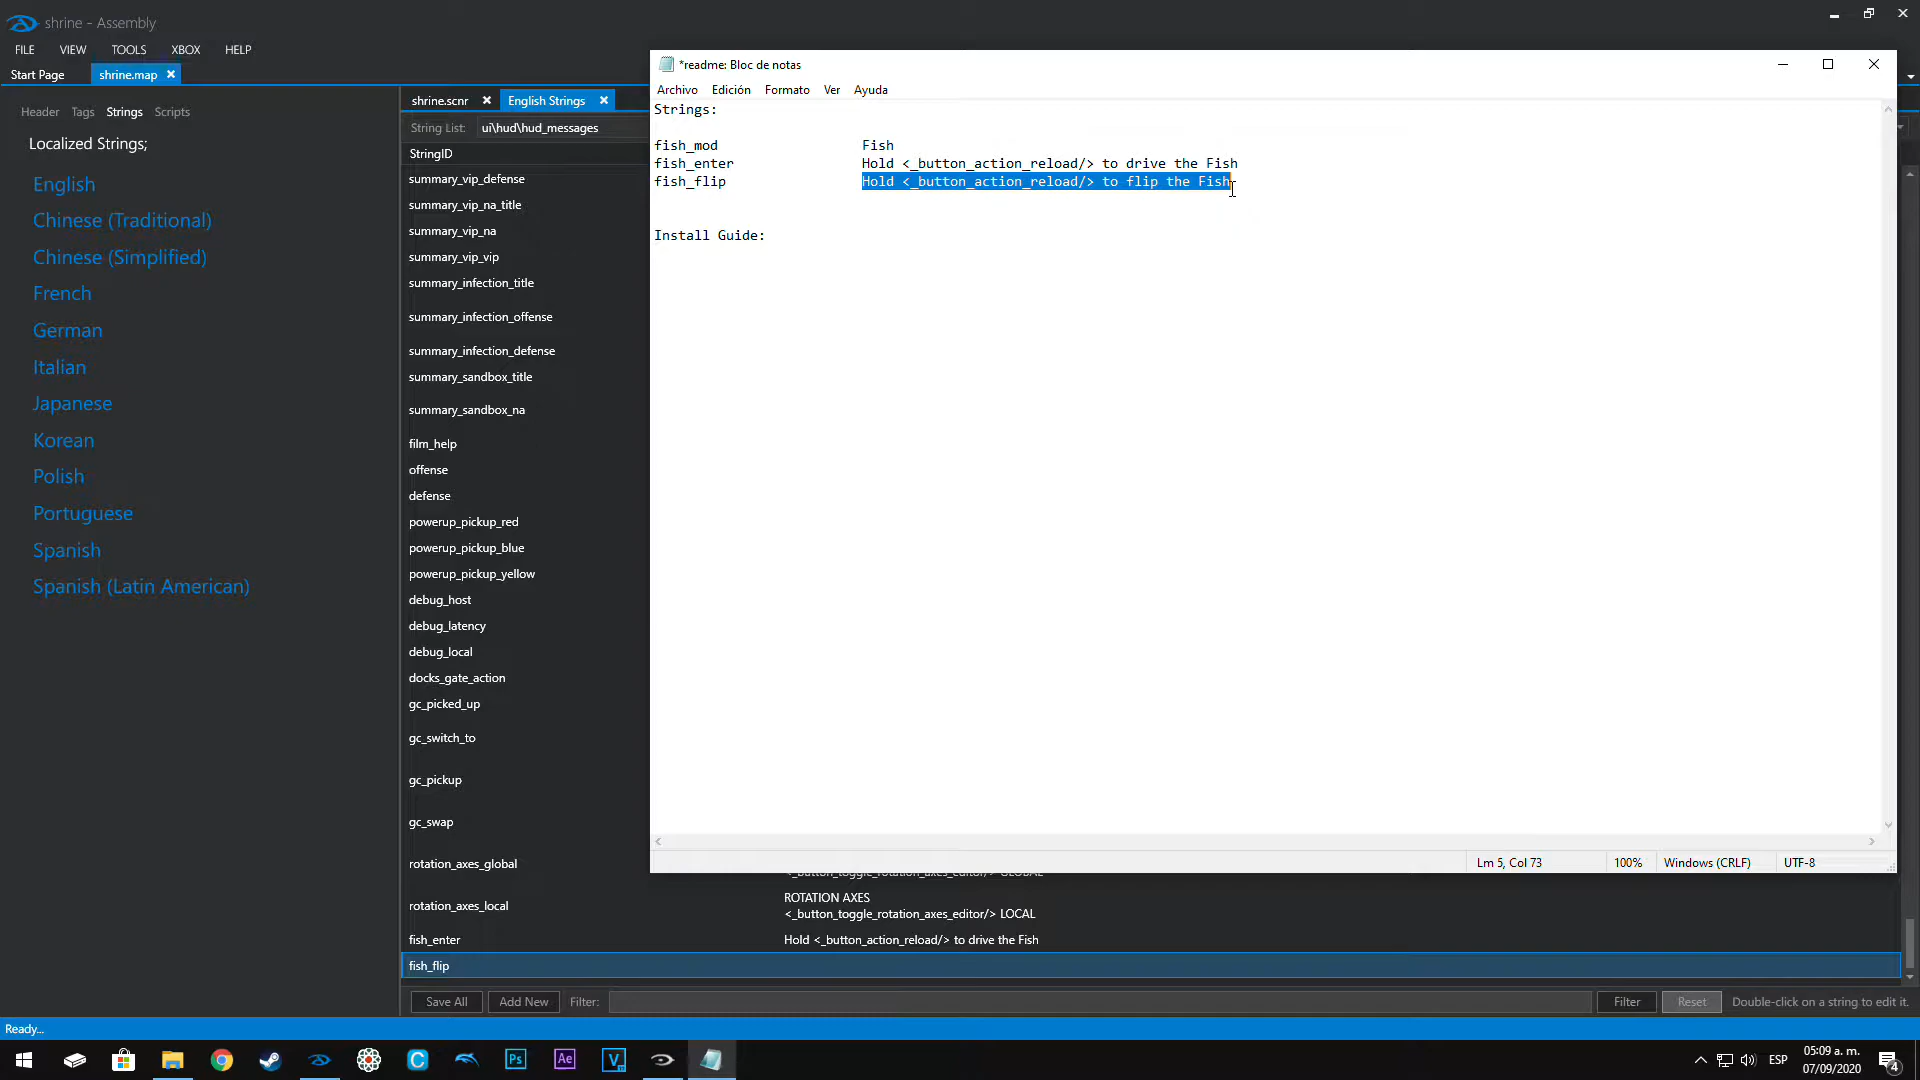 shrine - Assembly
FILE VIEW TOOLS XBOX HELP
Start Page shrine.map
Header Tags Strings Scripts
Localized Strings;
English
Chinese (Traditional)
Chinese (Simplified)
French
German
Italian
Japanese
Korean
Polish
Portuguese
Spanish
Spanish (Latin American)
shrine.scnr English Strings
String List: ui\hud\hud_messages
StringID
summary_vip_defense
summary_vip_na_title
summary_vip_na
summary_vip_vip
summary_infection_title
summary_infection_offense
summary_infection_defense
summary_sandbox_title
summary_sandbox_na
film_help
offense
defense
powerup_pickup_red
powerup_pickup_blue
powerup_pickup_yellow
debug_host
debug_latency
debug_local
docks_gate_action
gc_picked_up
gc_switch_to
gc_pickup
gc_swap
rotation_axes_global
<_button_toggle_rotation_axes_editor/> GLOBAL
rotation_axes_local
ROTATION AXES
<_button_toggle_rotation_axes_editor/> LOCAL
fish_enter Hold <_button_action_reload/> to drive the Fish
fish_flip
Save All Add New Filter: Filter Reset Double-click on a string to edit it.
Ready...
*readme: Bloc de notas
Archivo Edición Formato Ver Ayuda
Strings:
fish_mod Fish
fish_enter Hold <_button_action_reload/> to drive the Fish
fish_flip Hold <_button_action_reload/> to flip the Fish
Install Guide:
Lm 5, Col 73 100% Windows (CRLF) UTF-8
C Ps Ae V
ESP
05:09 a. m.
07/09/2020
4